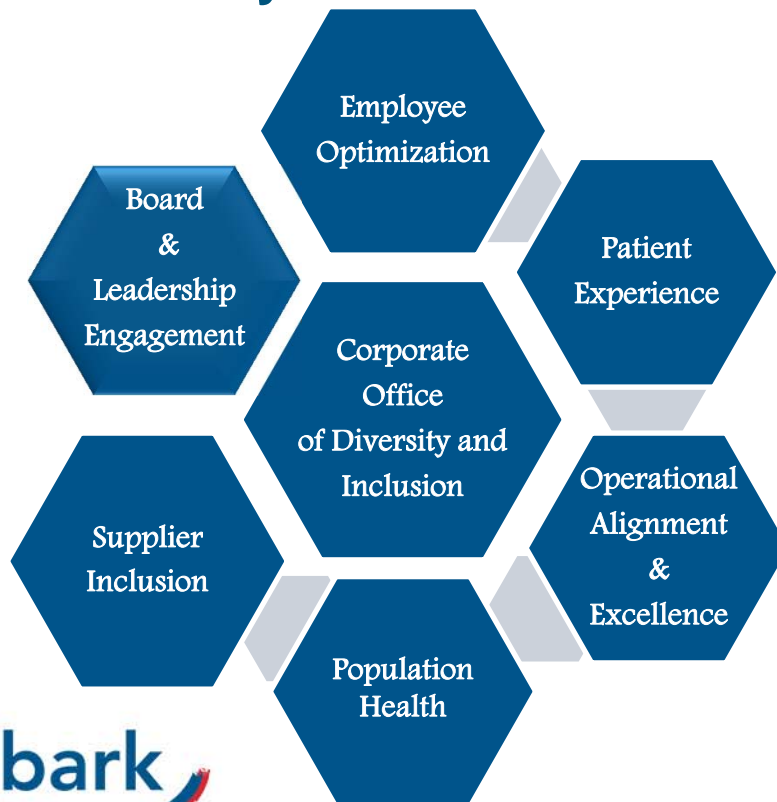 Employee
Optimization
Board
&
Leadership
Engagement
Patient
Experience
Corporate
Office
of Diversity and
Inclusion
Operational
Alignment
&
Excellence
Supplier
Inclusion
Population
Health
bark